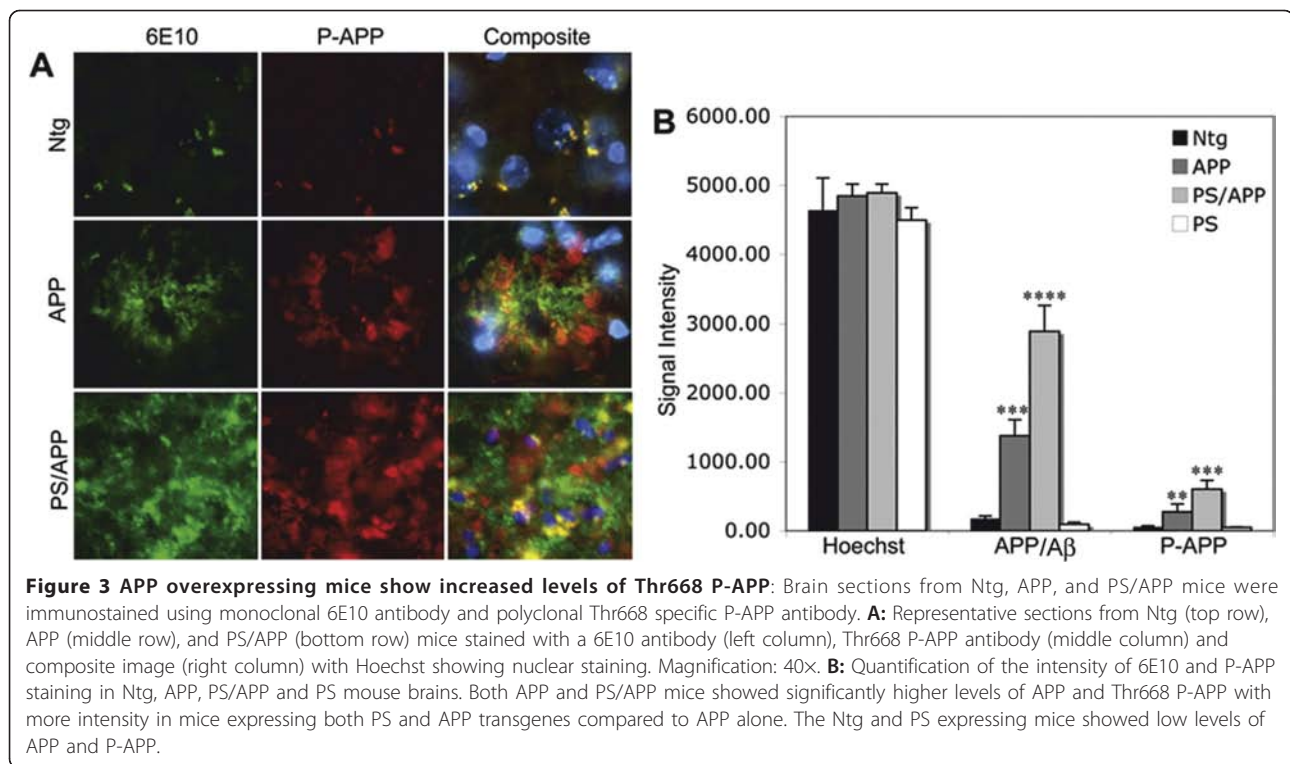 6E10 P-APP Composite
A
Ntg
APP
PS/APP
B
6000.00
5000.00
4000.00
3000.00
2000.00
1000.00
0.00
Signal Intensity
Ntg
APP
PS/APP
PS
***
****
**
***
Hoechst APP/Aβ P-APP
Figure 3 APP overexpressing mice show increased levels of Thr668 P-APP: Brain sections from Ntg, APP, and PS/APP mice were
immunostained using monoclonal 6E10 antibody and polyclonal Thr668 specific P-APP antibody. A: Representative sections from Ntg (top row),
APP (middle row), and PS/APP (bottom row) mice stained with a 6E10 antibody (left column), Thr668 P-APP antibody (middle column) and
composite image (right column) with Hoechst showing nuclear staining. Magnification: 40×. B: Quantification of the intensity of 6E10 and P-APP
staining in Ntg, APP, PS/APP and PS mouse brains. Both APP and PS/APP mice showed significantly higher levels of APP and Thr668 P-APP with
more intensity in mice expressing both PS and APP transgenes compared to APP alone. The Ntg and PS expressing mice showed low levels of
APP and P-APP.